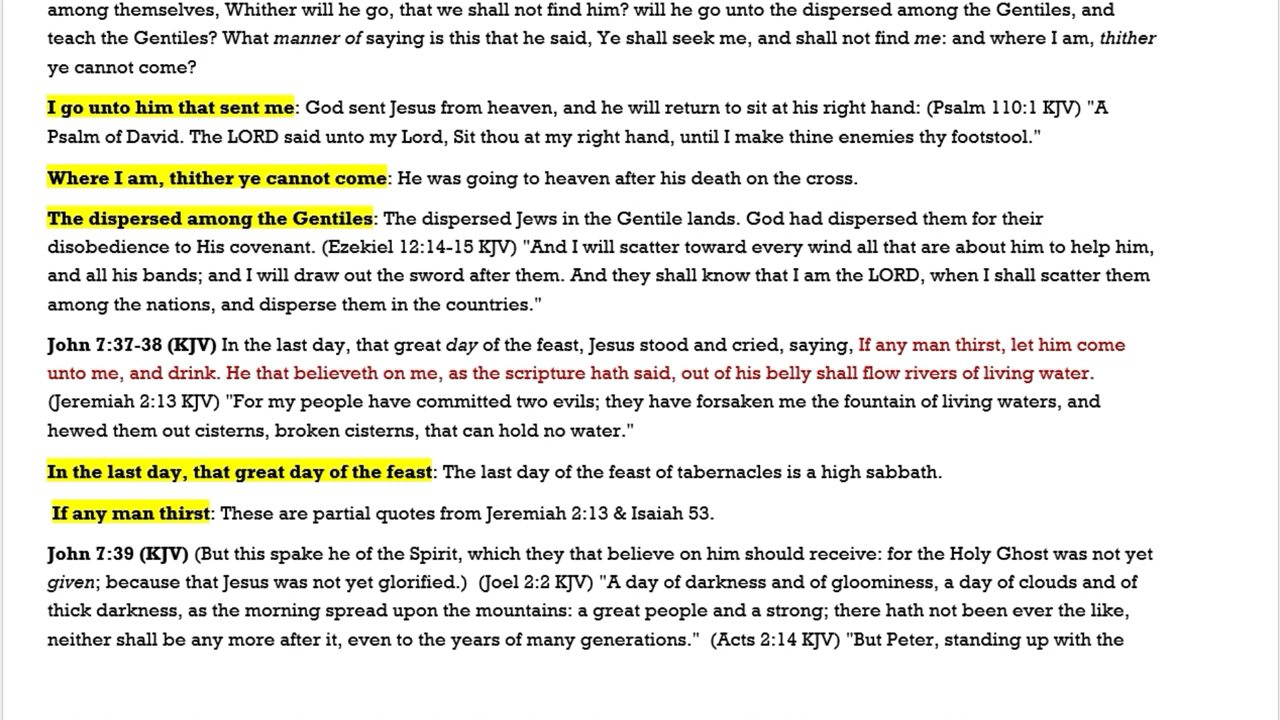 among themselves, Whither will he go, that we shall not find him? will he go unto the dispersed among the Gentiles, and
teach the Gentiles? What manner of saying is this that he said, Ye shall seek me, and shall not find me: and where I am, thither
ye cannot come?
I go unto him that sent me: God sent Jesus from heaven, and he will return to sit at his right hand: (Psalm 110:1 KJV) "A
Psalm of David. The LORD said unto my Lord, Sit thou at my right hand, until I make thine enemies thy footstool."
Where I am, thither ye cannot come: He was going to heaven after his death on the cross.
The dispersed among the Gentiles: The dispersed Jews in the Gentile lands. God had dispersed them for their
disobedience to His covenant. (Ezekiel 12:14-15 KJV) "And I will scatter toward every wind all that are about him to help him,
and all his bands; and I will draw out the sword after them. And they shall know that I am the LORD, when I shall scatter them
among the nations, and disperse them in the countries."
John 7:37-38 (KJV) In the last day, that great day of the feast, Jesus stood and cried, saying, If any man thirst, let him come
unto me, and drink. He that believeth on me, as the scripture hath said, out of his belly shall flow rivers of living water.
(Jeremiah 2:13 KJV) "For my people have committed two evils; they have forsaken me the fountain of living waters, and
hewed them out cisterns, broken cisterns, that can hold no water."
In the last day, that great day of the feast: The last day of the feast of tabernacles is a high sabbath.
If any man thirst: These are partial quotes from Jeremiah 2:13 & Isaiah 53.
John 7:39 (KJV) (But this spake he of the Spirit, which they that believe on him should receive: for the Holy Ghost was not yet
given; because that Jesus was not yet glorified.) (Joel 2:2 KJV) "A day of darkness and of gloominess, a day of clouds and of
thick darkness, as the morning spread upon the mountains: a great people and a strong; there hath not been ever the like,
neither shall be any more after it, even to the years of many generations." (Acts 2:14 KJV) "But Peter, standing up with the